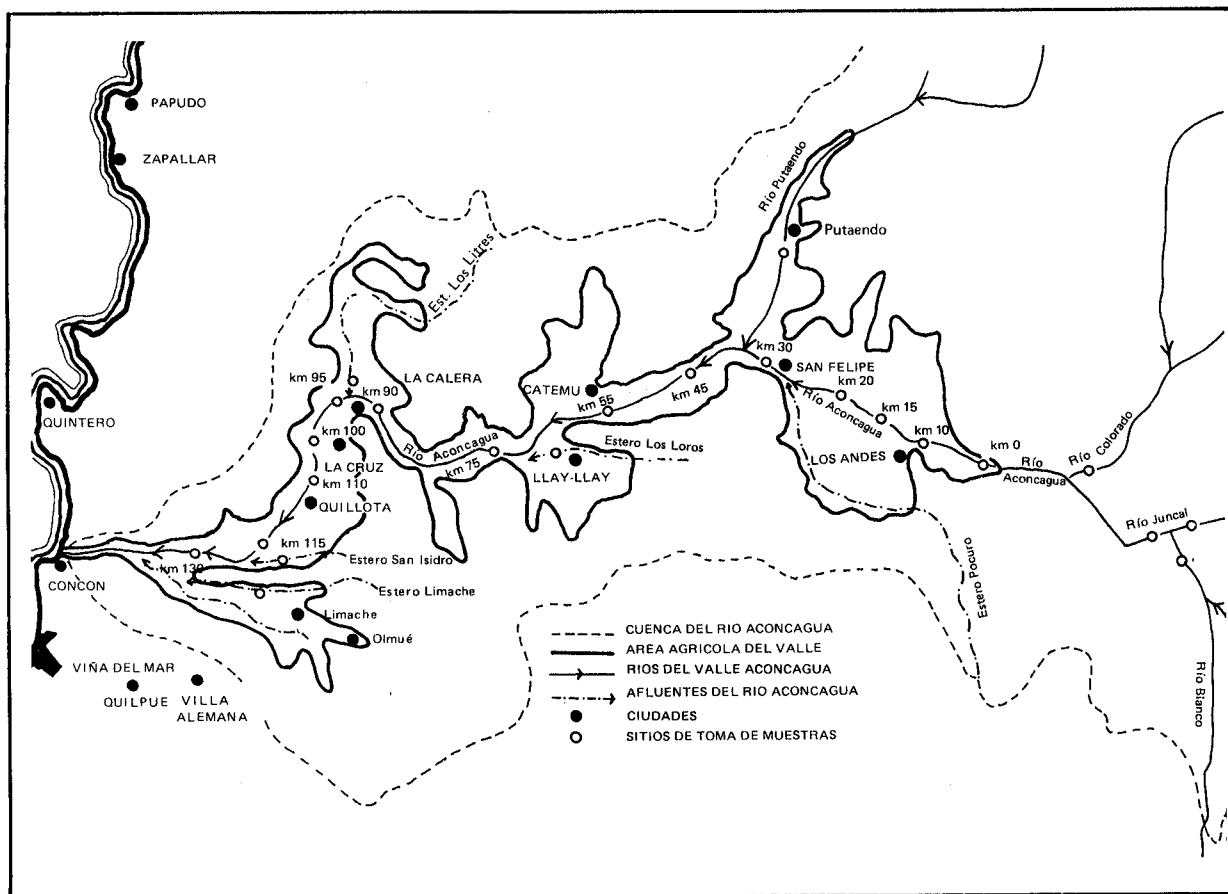 PAPUDO
ZAPALLAR
Río Putaendo
Putaendo
Est. Los Litres
km 30
SAN FELIPE
km 95
LA CALERA
CATEMU
km 20
km 90
km 55
km 45
Río Aconcagua
km 15
QUINTERO
km 100
Río Aconcagua
Estero Los Loros
km 10
km 0
Río Colorado
LA CRUZ
km 75
LLAY-LLAY
LOS ANDES
Río
Aconcagua
km 110
QUILLOTA
Río Juncal
km 115
Estero San Isidro
km 130
CONCON
Estero Limache
Estero Pocuro
Limache
Olmué
Río Blanco
VIÑA DEL MAR
QUILPUE
VILLA
ALEMANA
CUENCA DEL RIO ACONCAGUA
AREA AGRICOLA DEL VALLE
RIOS DEL VALLE ACONCAGUA
AFLUENTES DEL RIO ACONCAGUA
CIUDADES
SITIOS DE TOMA DE MUESTRAS